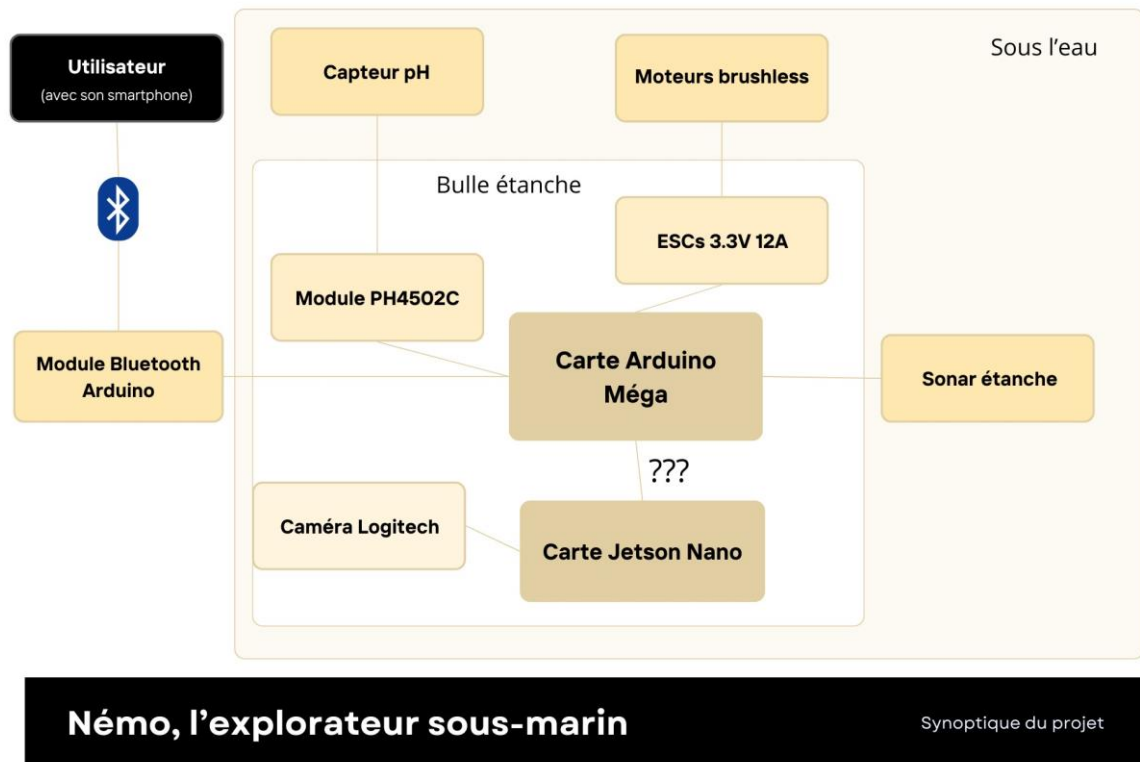 Sous l'eau
Utilisateur
(avec son smartphone)
Capteur pH
Moteurs brushless
Bulle étanche
ESCs 3.3V 12A
Module PH4502C
Module Bluetooth
Arduino
Carte Arduino
Méga
Sonar étanche
???
Caméra Logitech
Carte Jetson Nano
Némo, l'explorateur sous-marin
Synoptique du projet